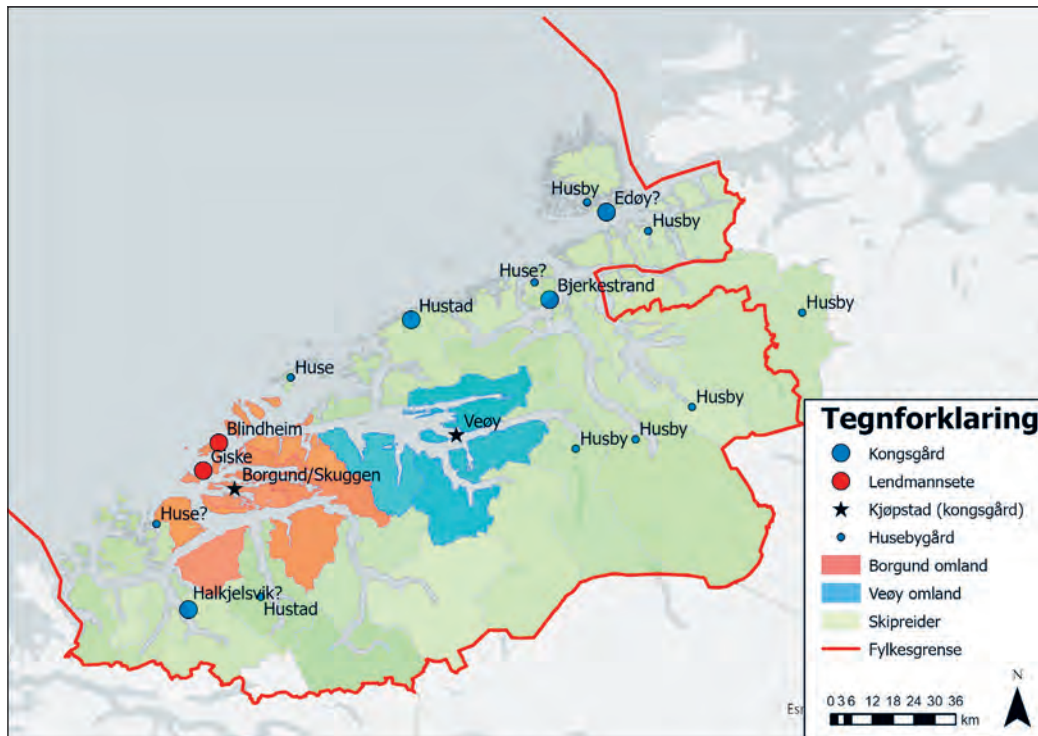 Husby
Edøy?
Husby
Huse?
Bjerkestrand
Hustad
Husby
Huse
Husby
Blindheim
Veøy
Husby
Husby
Giske
Borgund/Skuggen
Huse?
Halkjelsvik?
Hustad
Tegnforklaring
Kongsgård
Lendmannsete
Kjøpstad (kongsgård)
Husebygård
Borgund omland
Veøy omland
Skipreider
Fylkesgrense
N
0 3 6 12 18 24 30 36
km